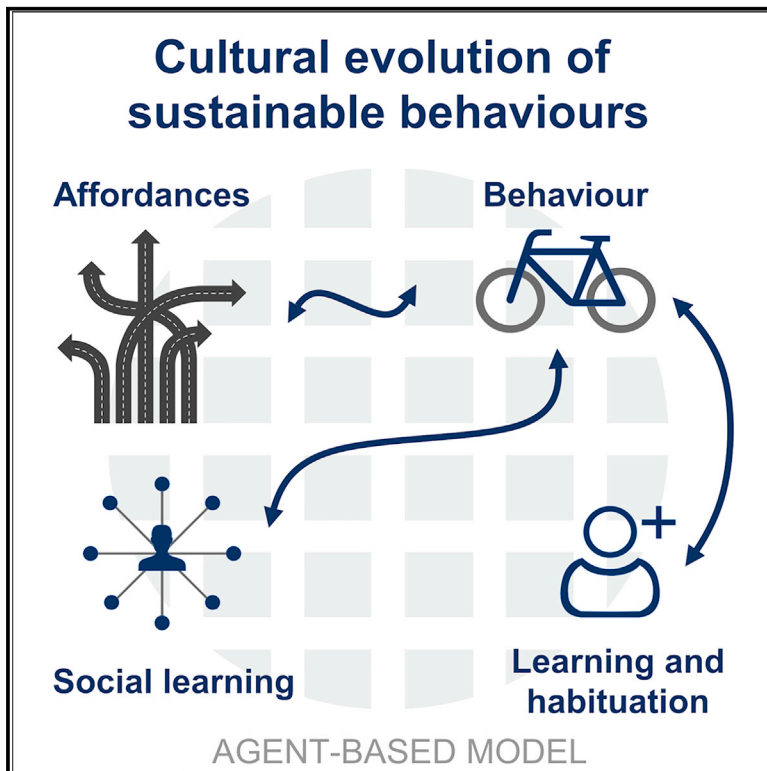 Cultural evolution of
sustainable behaviours
Affordances
Behaviour
Social learning
Learning and
habituation
AGENT-BASED MODEL